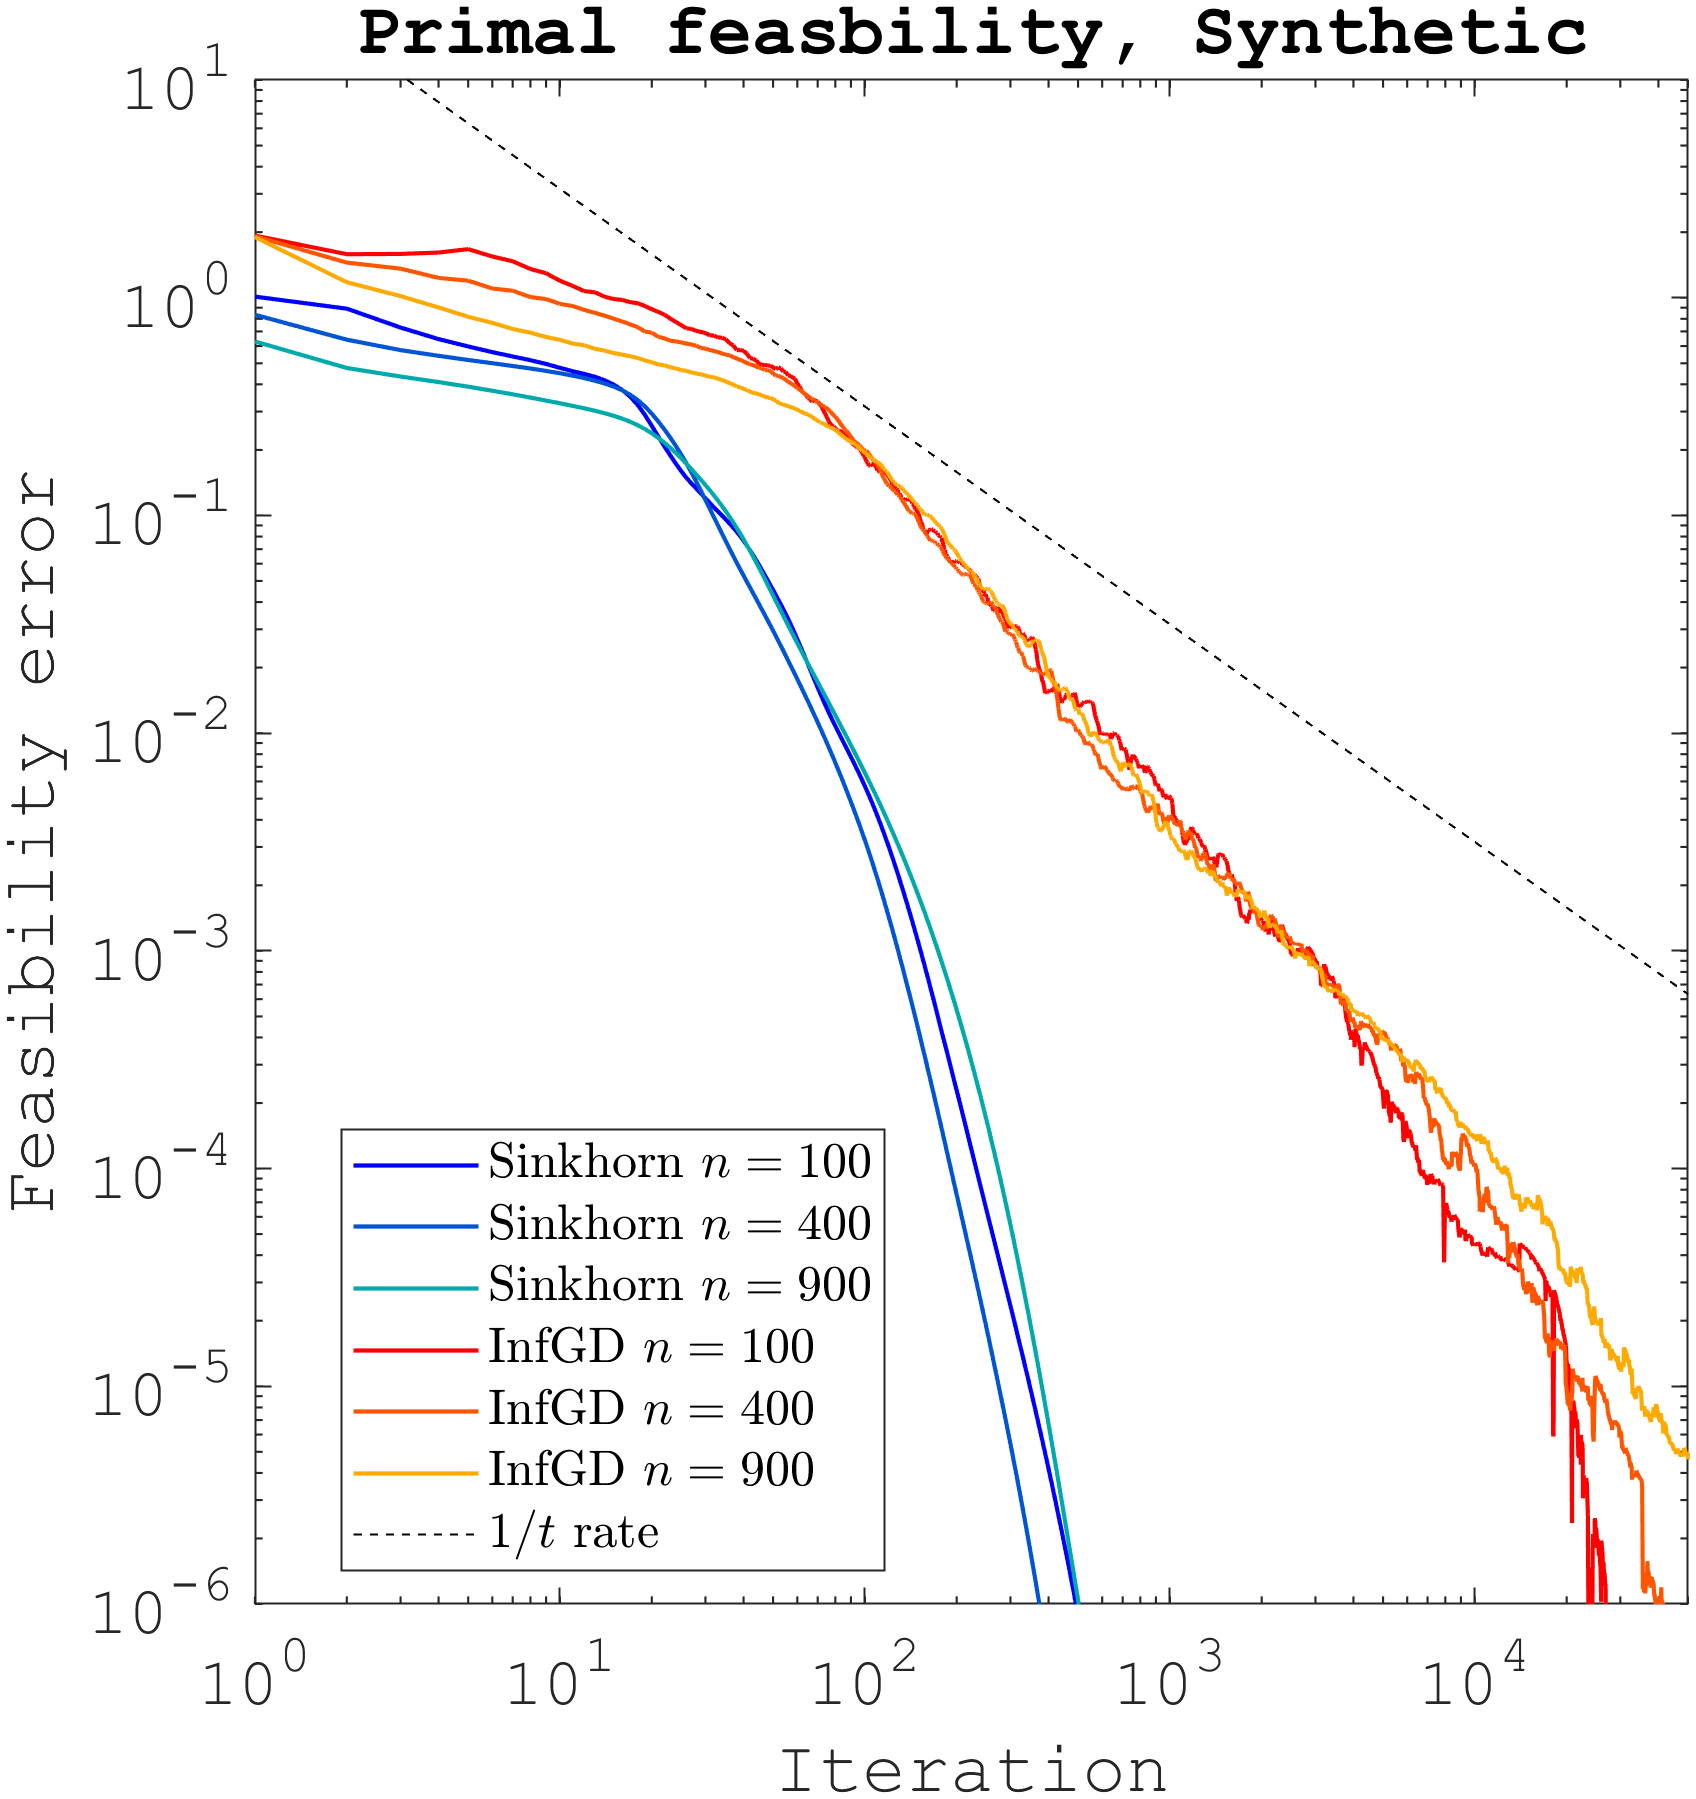 Primal feasbility, Synthetic
10^1
10^0
10^-1
10^-2
10^-3
10^-4
10^-5
10^-6
Feasibility error
Sinkhorn n = 100
Sinkhorn n = 400
Sinkhorn n = 900
InfGD n = 100
InfGD n = 400
InfGD n = 900
1/t rate
10^0 10^1 10^2 10^3 10^4
Iteration